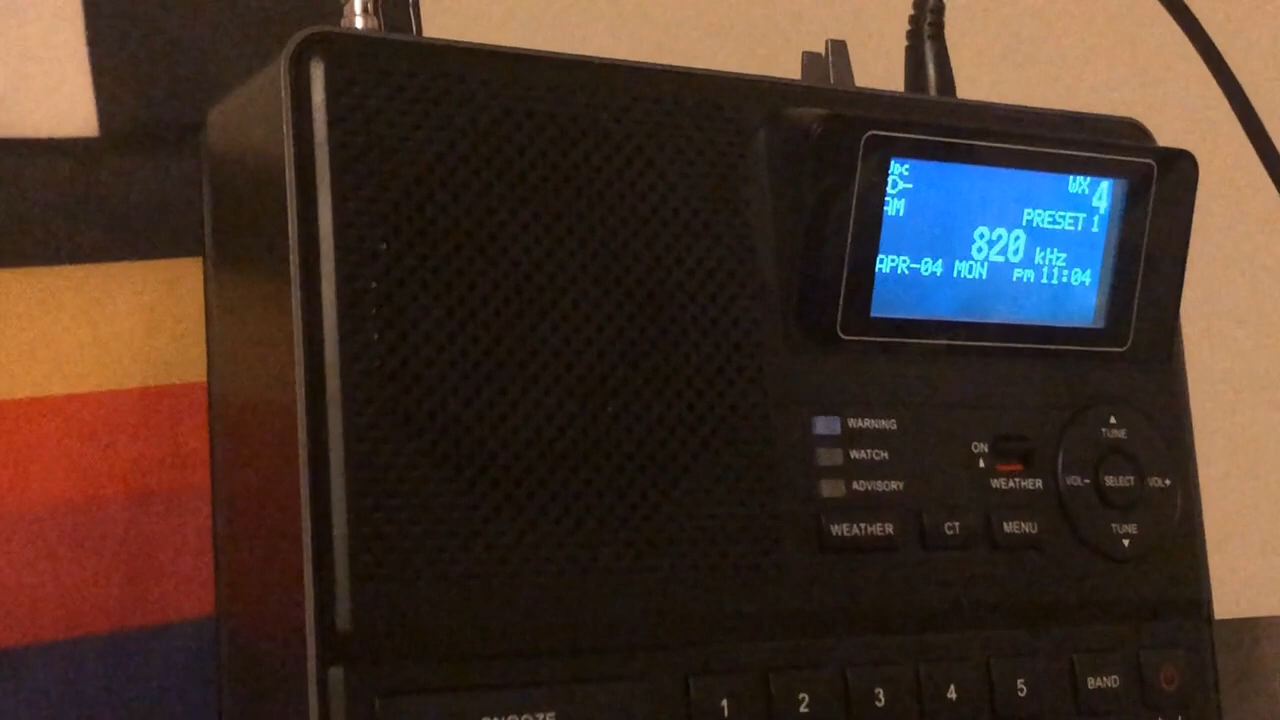 WX
4
AM
PRESET 1
820 kHz
APR-04 MON PM 11:04
WARNING
WATCH
ADVISORY
ON
WEATHER
WEATHER
CT
MENU
TUNE
VOL-
SELECT
VOL+
TUNE
SNOOZE
1
2
3
4
5
BAND